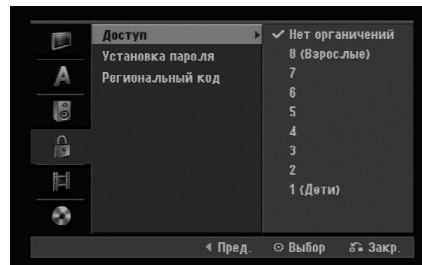 Доступ
Установка пароля
Региональный код
Нет органичений
8 (Взрослые)
7
6
5
4
3
2
1 (Дети)
Пред. Выбор Закр.